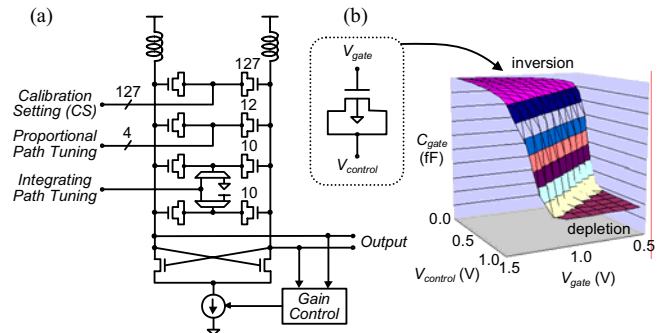 (a)
127
Calibration
Setting (CS)
127
12
4
Proportional
Path Tuning
10
Integrating
Path Tuning
10
Output
Gain
Control
(b)
V_gate
V_control
inversion
C_gate
(fF)
depletion
0.0
0.5
1.0
1.5
V_control (V)
1.0
0.5
V_gate (V)